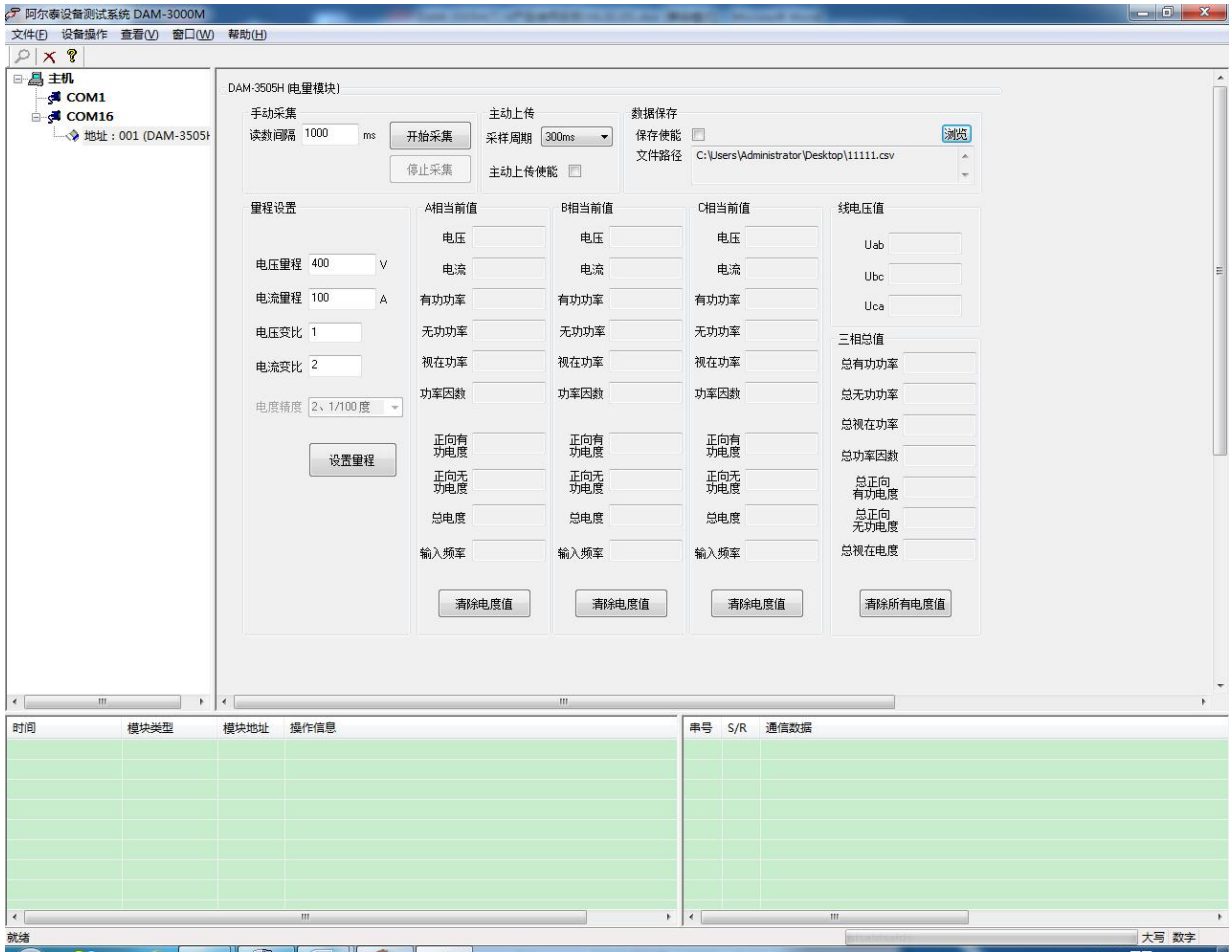 阿尔泰设备测试系统 DAM-3000M
文件(F) 设备操作 查看(V) 窗口(W) 帮助(H)
主机
COM1
COM16
地址：001 (DAM-3505H
DAM-3505H (电量模块)
手动采集
读数间隔 1000 ms 开始采集
停止采集
主动上传
采样周期 300ms
主动上传使能
数据保存
保存使能 浏览
文件路径 C:\Users\Administrator\Desktop\11111.csv
量程设置
电压量程 400 V
电流量程 100 A
电压变比 1
电流变比 2
电度精度 2、1/100度
设置量程
A相当前值
电压
电流
有功功率
无功功率
视在功率
功率因数
正向有
功电度
正向无
功电度
总电度
输入频率
清除电度值
B相当前值
电压
电流
有功功率
无功功率
视在功率
功率因数
正向有
功电度
正向无
功电度
总电度
输入频率
清除电度值
C相当前值
电压
电流
有功功率
无功功率
视在功率
功率因数
正向有
功电度
正向无
功电度
总电度
输入频率
清除电度值
线电压值
Uab
Ubc
Uca
三相总值
总有功功率
总无功功率
总视在功率
总功率因数
总正向
有功电度
总正向
无功电度
总视在电度
清除所有电度值
时间 模块类型 模块地址 操作信息
串号 S/R 通信数据
就绪
大写 数字